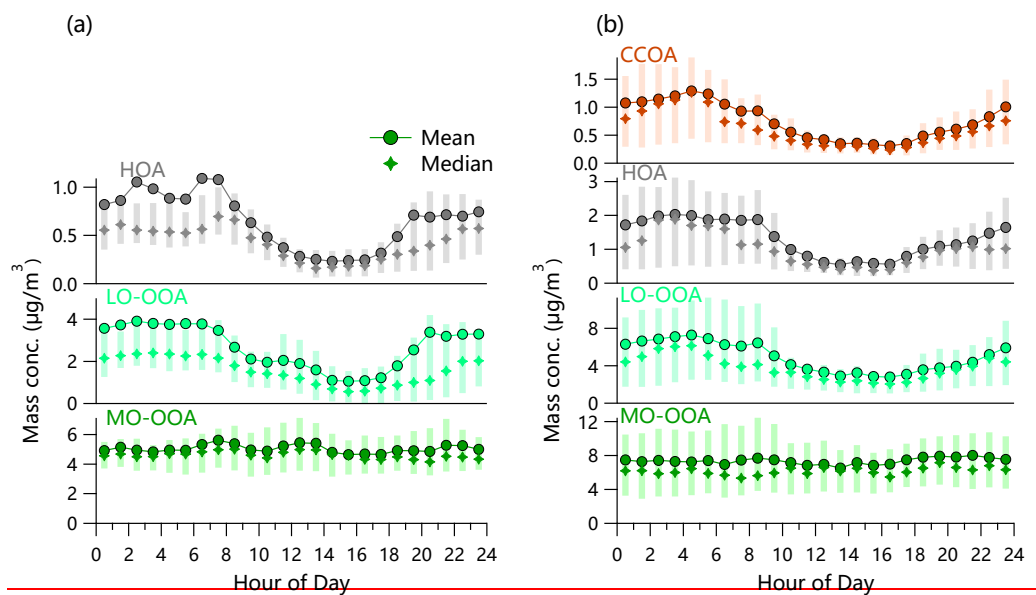 (a)
Mean
Median
HOA
1.0
0.5
0.0
LO-OOA
4
2
0
MO-OOA
6
4
2
0
0 2 4 6 8 10 12 14 16 18 20 22 24
Hour of Day
Mass conc. (µg/m³)
(b)
CCOA
1.5
1.0
0.5
0.0
HOA
3
2
1
0
LO-OOA
8
4
0
MO-OOA
12
8
4
0
0 2 4 6 8 10 12 14 16 18 20 22 24
Hour of Day
Mass conc. (µg/m³)